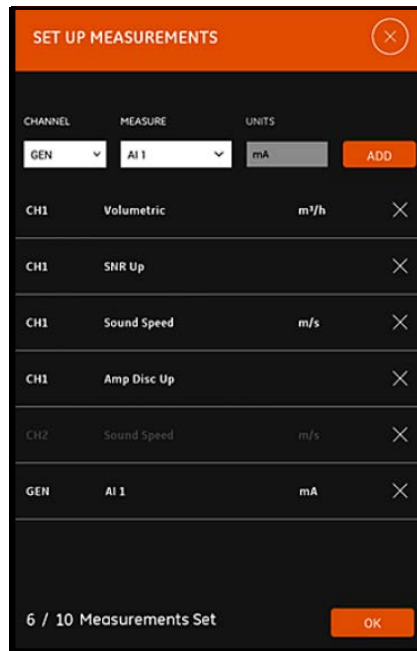 SET UP MEASUREMENTS
CHANNEL MEASURE UNITS
GEN AI 1 mA ADD
CH1 Volumetric m³/h
CH1 SNR Up
CH1 Sound Speed m/s
CH1 Amp Disc Up
CH2 Sound Speed m/s
GEN AI 1 mA
6 / 10 Measurements Set OK